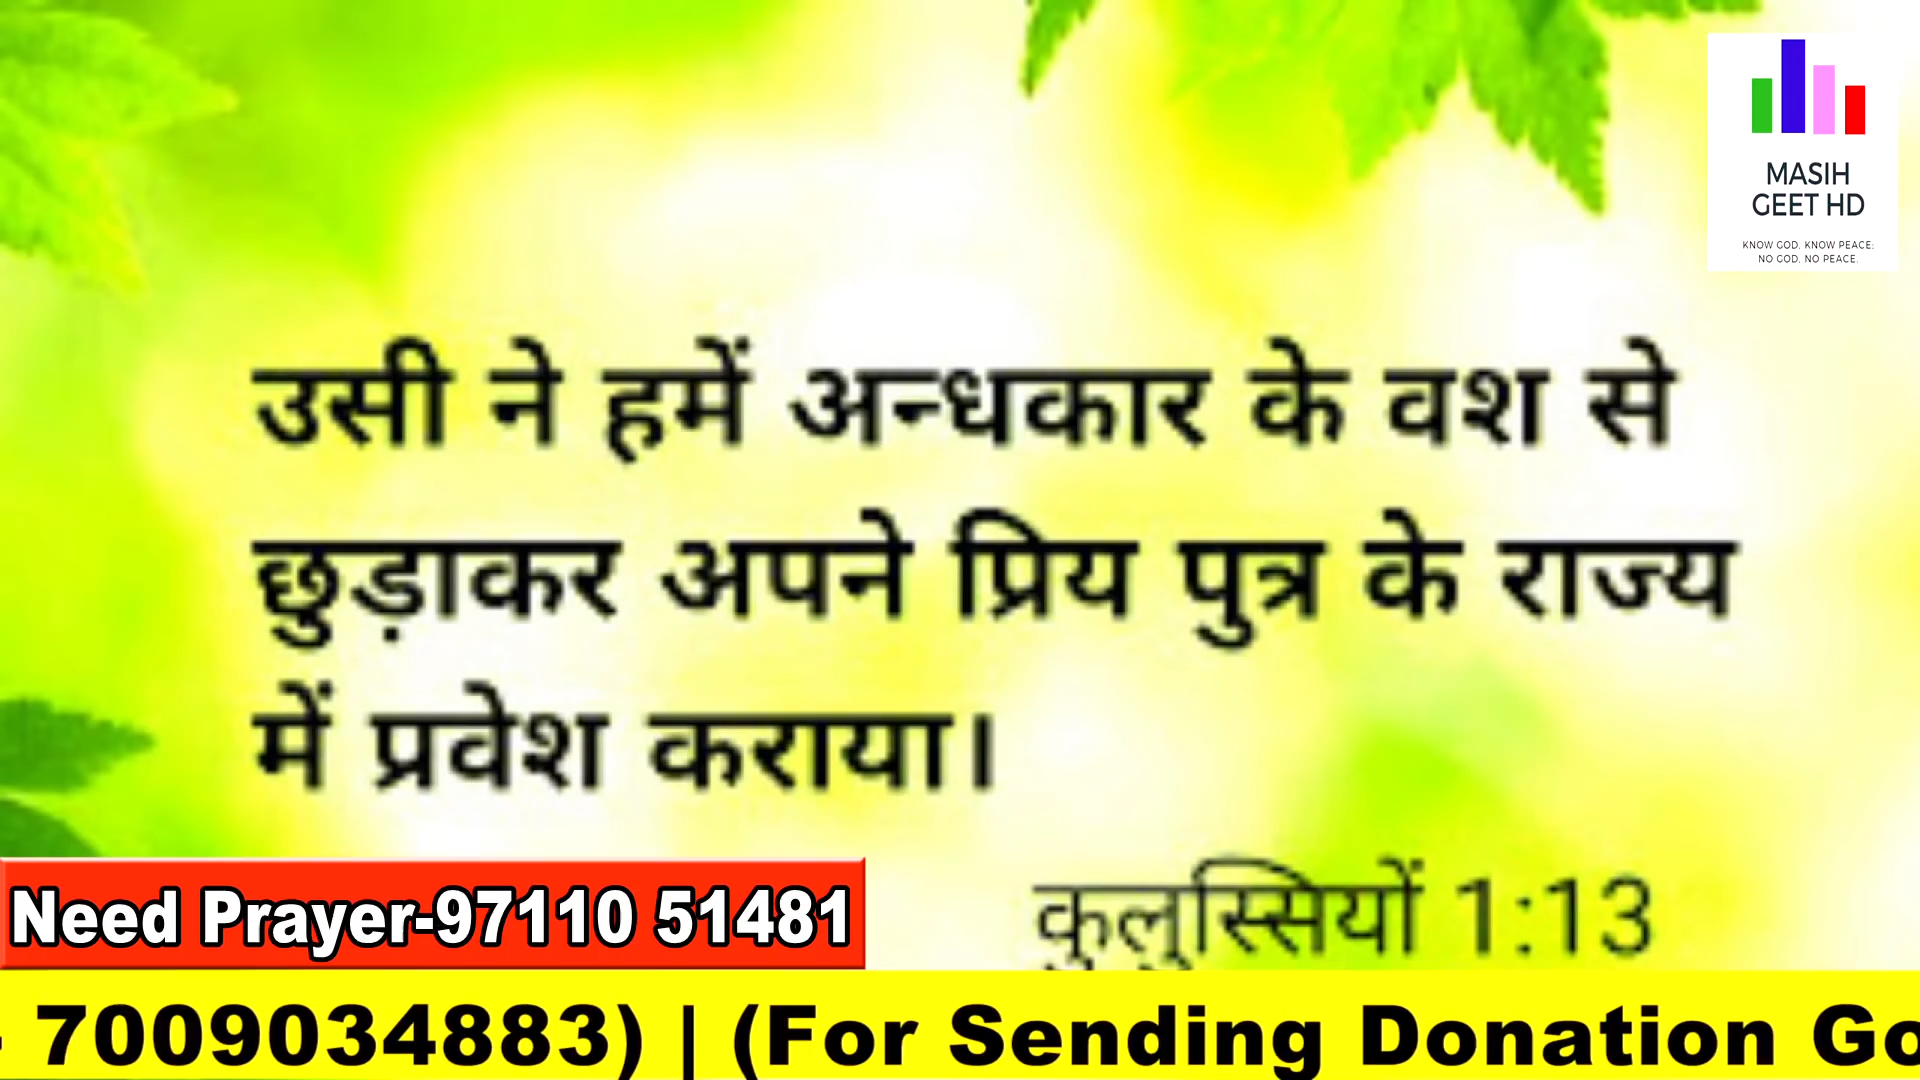 MASIH
GEET HD
KNOW GOD, KNOW PEACE;
NO GOD, NO PEACE.
उसी ने हमें अन्धकार के वश से
छुड़ाकर अपने प्रिय पुत्र के राज्य
में प्रवेश कराया।
कुलुस्सियों 1:13
Need Prayer-97110 51481
7009034883) | (For Sending Donation Go